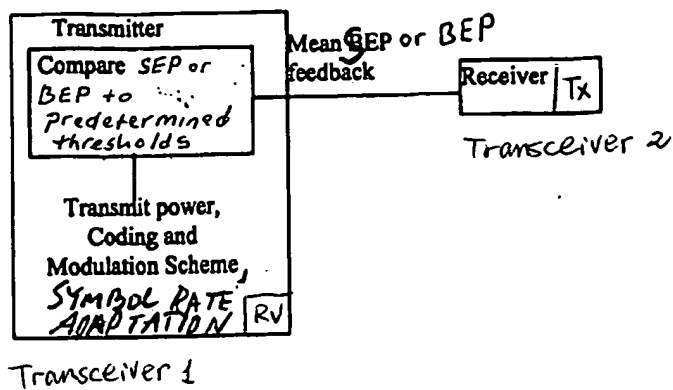 Transmitter
Compare SEP or
BEP to
predetermined
thresholds
Transmit power,
Coding and
Modulation Scheme,
SYMBOL RATE
ADAPTATION
RV
Transceiver 1
Mean SEP or BEP
feedback
Receiver
Tx
Transceiver 2